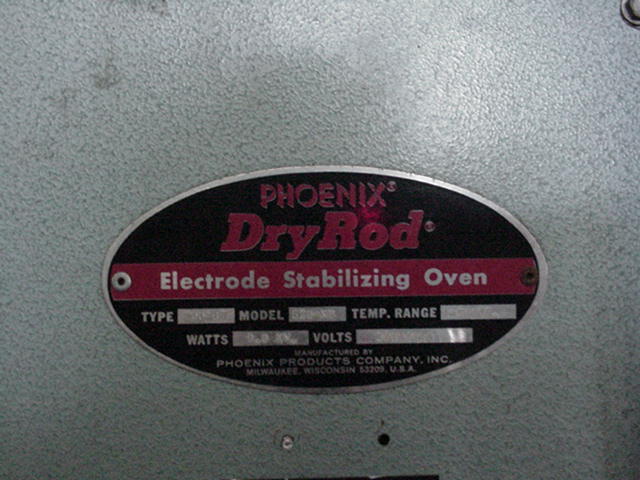 PHOENIX®
DryRod®
Electrode Stabilizing Oven
TYPE MODEL TEMP. RANGE
WATTS VOLTS
MANUFACTURED BY
PHOENIX PRODUCTS COMPANY, INC.
MILWAUKEE, WISCONSIN 53209, U.S.A.